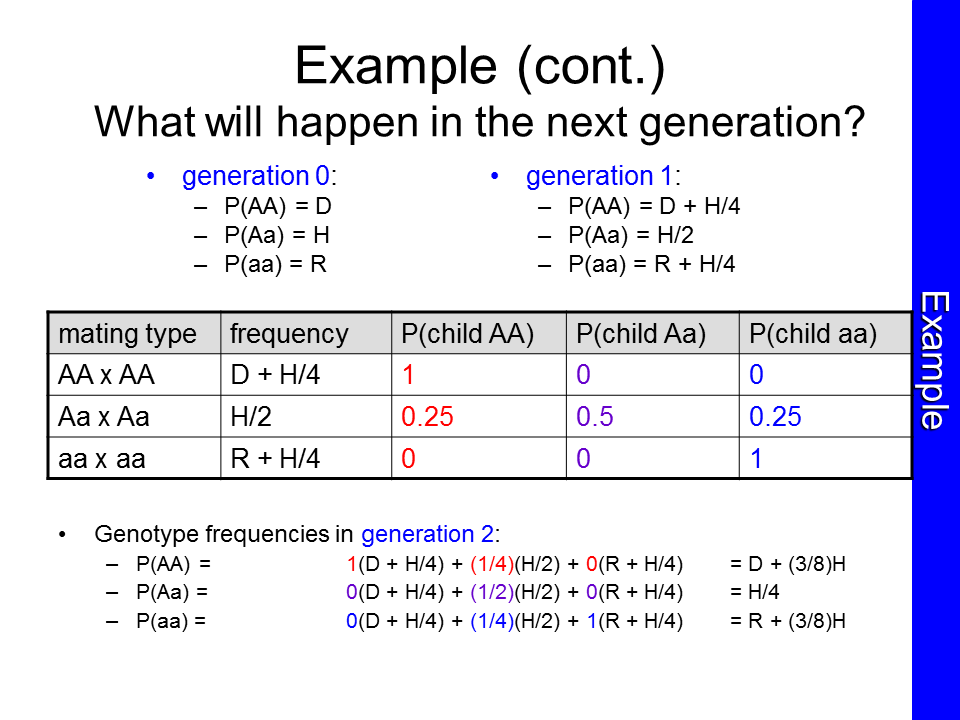 Example (cont.)
What will happen in the next generation?
• generation 0:
– P(AA) = D
– P(Aa) = H
– P(aa) = R
• generation 1:
– P(AA) = D + H/4
– P(Aa) = H/2
– P(aa) = R + H/4
mating type frequency P(child AA) P(child Aa) P(child aa)
AA x AA D + H/4 1 0 0
Aa x Aa H/2 0.25 0.5 0.25
aa x aa R + H/4 0 0 1
• Genotype frequencies in generation 2:
– P(AA) = 1(D + H/4) + (1/4)(H/2) + 0(R + H/4) = D + (3/8)H
– P(Aa) = 0(D + H/4) + (1/2)(H/2) + 0(R + H/4) = H/4
– P(aa) = 0(D + H/4) + (1/4)(H/2) + 1(R + H/4) = R + (3/8)H
Example